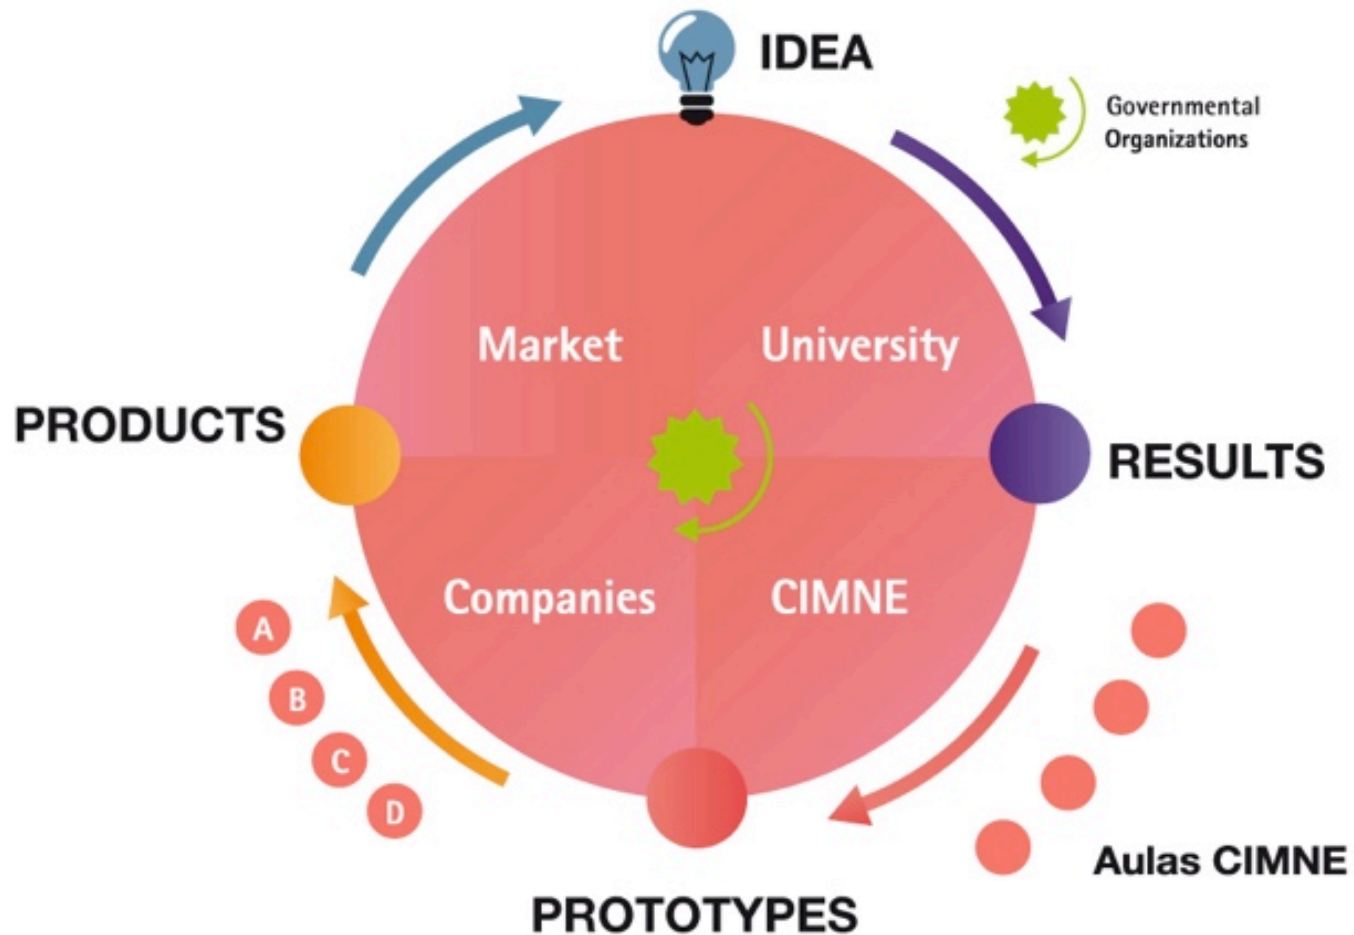 IDEA
Governmental
Organizations
Market
University
PRODUCTS
RESULTS
Companies
CIMNE
A
B
C
D
Aulas CIMNE
PROTOTYPES